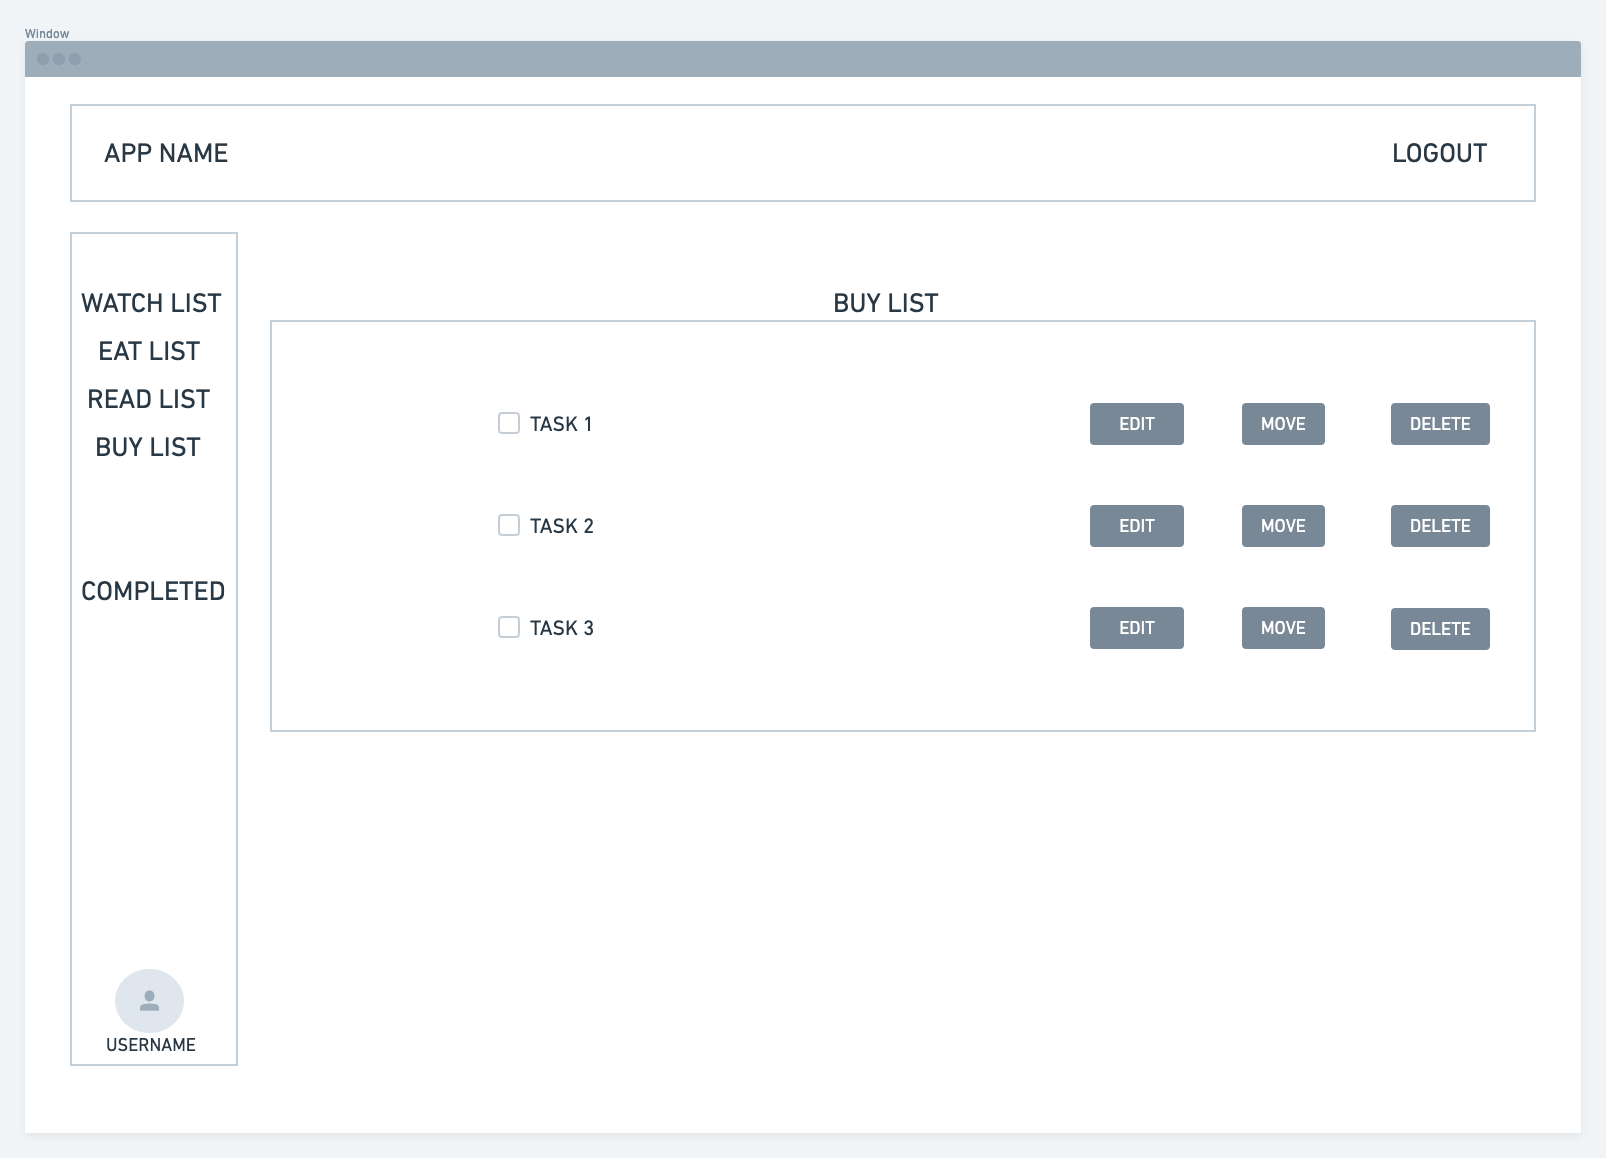 Window
APP NAME
LOGOUT
WATCH LIST
EAT LIST
READ LIST
BUY LIST
COMPLETED
USERNAME
BUY LIST
TASK 1 EDIT MOVE DELETE
TASK 2 EDIT MOVE DELETE
TASK 3 EDIT MOVE DELETE